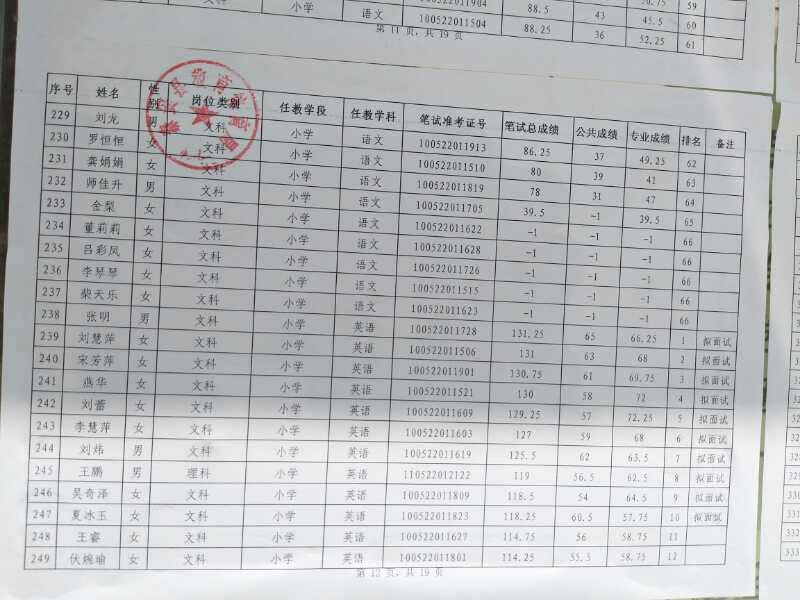 50.75 59
100522011904 88.5 43 45.5 60
小学 语文 100522011504 88.25 36 52.25 61
第 11 页,共 19 页
序号 姓名 性别 岗位类别 任教学段 任教学科 笔试准考证号 笔试总成绩 公共成绩 专业成绩 排名 备注
229 刘龙 男 文科 小学 语文 100522011913 86.25 37 49.25 62
230 罗恒恒 女 文科 小学 语文 100522011510 80 39 41 63
231 龚娟娟 女 文科 小学 语文 100522011819 78 31 47 64
232 师佳升 男 文科 小学 语文 100522011705 39.5 -1 39.5 65
233 金梨 女 文科 小学 语文 100522011622 -1 -1 -1 66
234 董莉莉 女 文科 小学 语文 100522011628 -1 -1 -1 66
235 吕彩凤 女 文科 小学 语文 100522011726 -1 -1 -1 66
236 李琴琴 女 文科 小学 语文 100522011515 -1 -1 -1 66
237 柴天乐 女 文科 小学 语文 100522011623 -1 -1 -1 66
238 张明 男 文科 小学 英语 100522011728 131.25 65 66.25 1 拟面试
239 刘慧萍 女 文科 小学 英语 100522011506 131 63 68 2 拟面试
240 宋芳萍 女 文科 小学 英语 100522011901 130.75 61 69.75 3 拟面试
241 燕华 女 文科 小学 英语 100522011521 130 58 72 4 拟面试
242 刘蕾 女 文科 小学 英语 100522011609 129.25 57 72.25 5 拟面试
243 李慧萍 女 文科 小学 英语 100522011603 127 59 68 6 拟面试
244 刘炜 男 文科 小学 英语 100522011619 125.5 62 63.5 7 拟面试
245 王鹏 男 理科 小学 英语 110522012122 119 56.5 62.5 8 拟面试
246 吴奇泽 女 文科 小学 英语 100522011809 118.5 54 64.5 9 拟面试
247 夏冰玉 女 文科 小学 英语 100522011823 118.25 60.5 57.75 10 拟面试
248 王睿 女 文科 小学 英语 100522011627 114.75 56 58.75 11
249 伏婉瑜 女 文科 小学 英语 100522011801 114.25 55.5 58.75 12
第 12 页,共 19 页